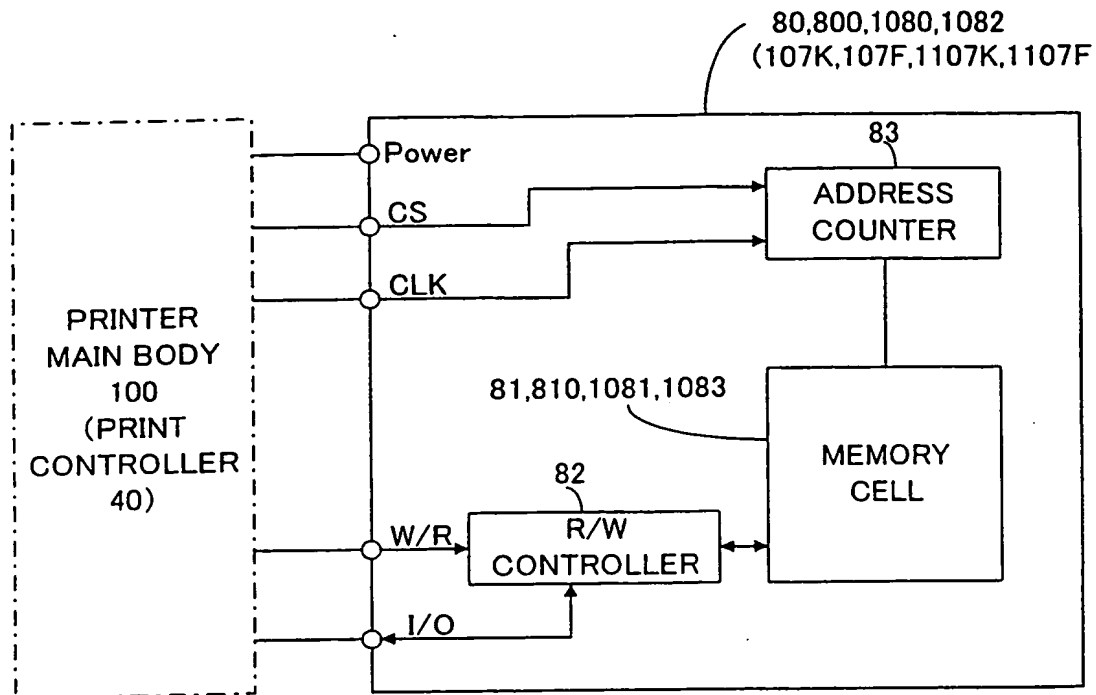 80,800,1080,1082
(107K,107F,1107K,1107F
Power
CS
CLK
83
ADDRESS
COUNTER
PRINTER
MAIN BODY
100
(PRINT
CONTROLLER
40)
81,810,1081,1083
MEMORY
CELL
82
R/W
CONTROLLER
W/R
I/O